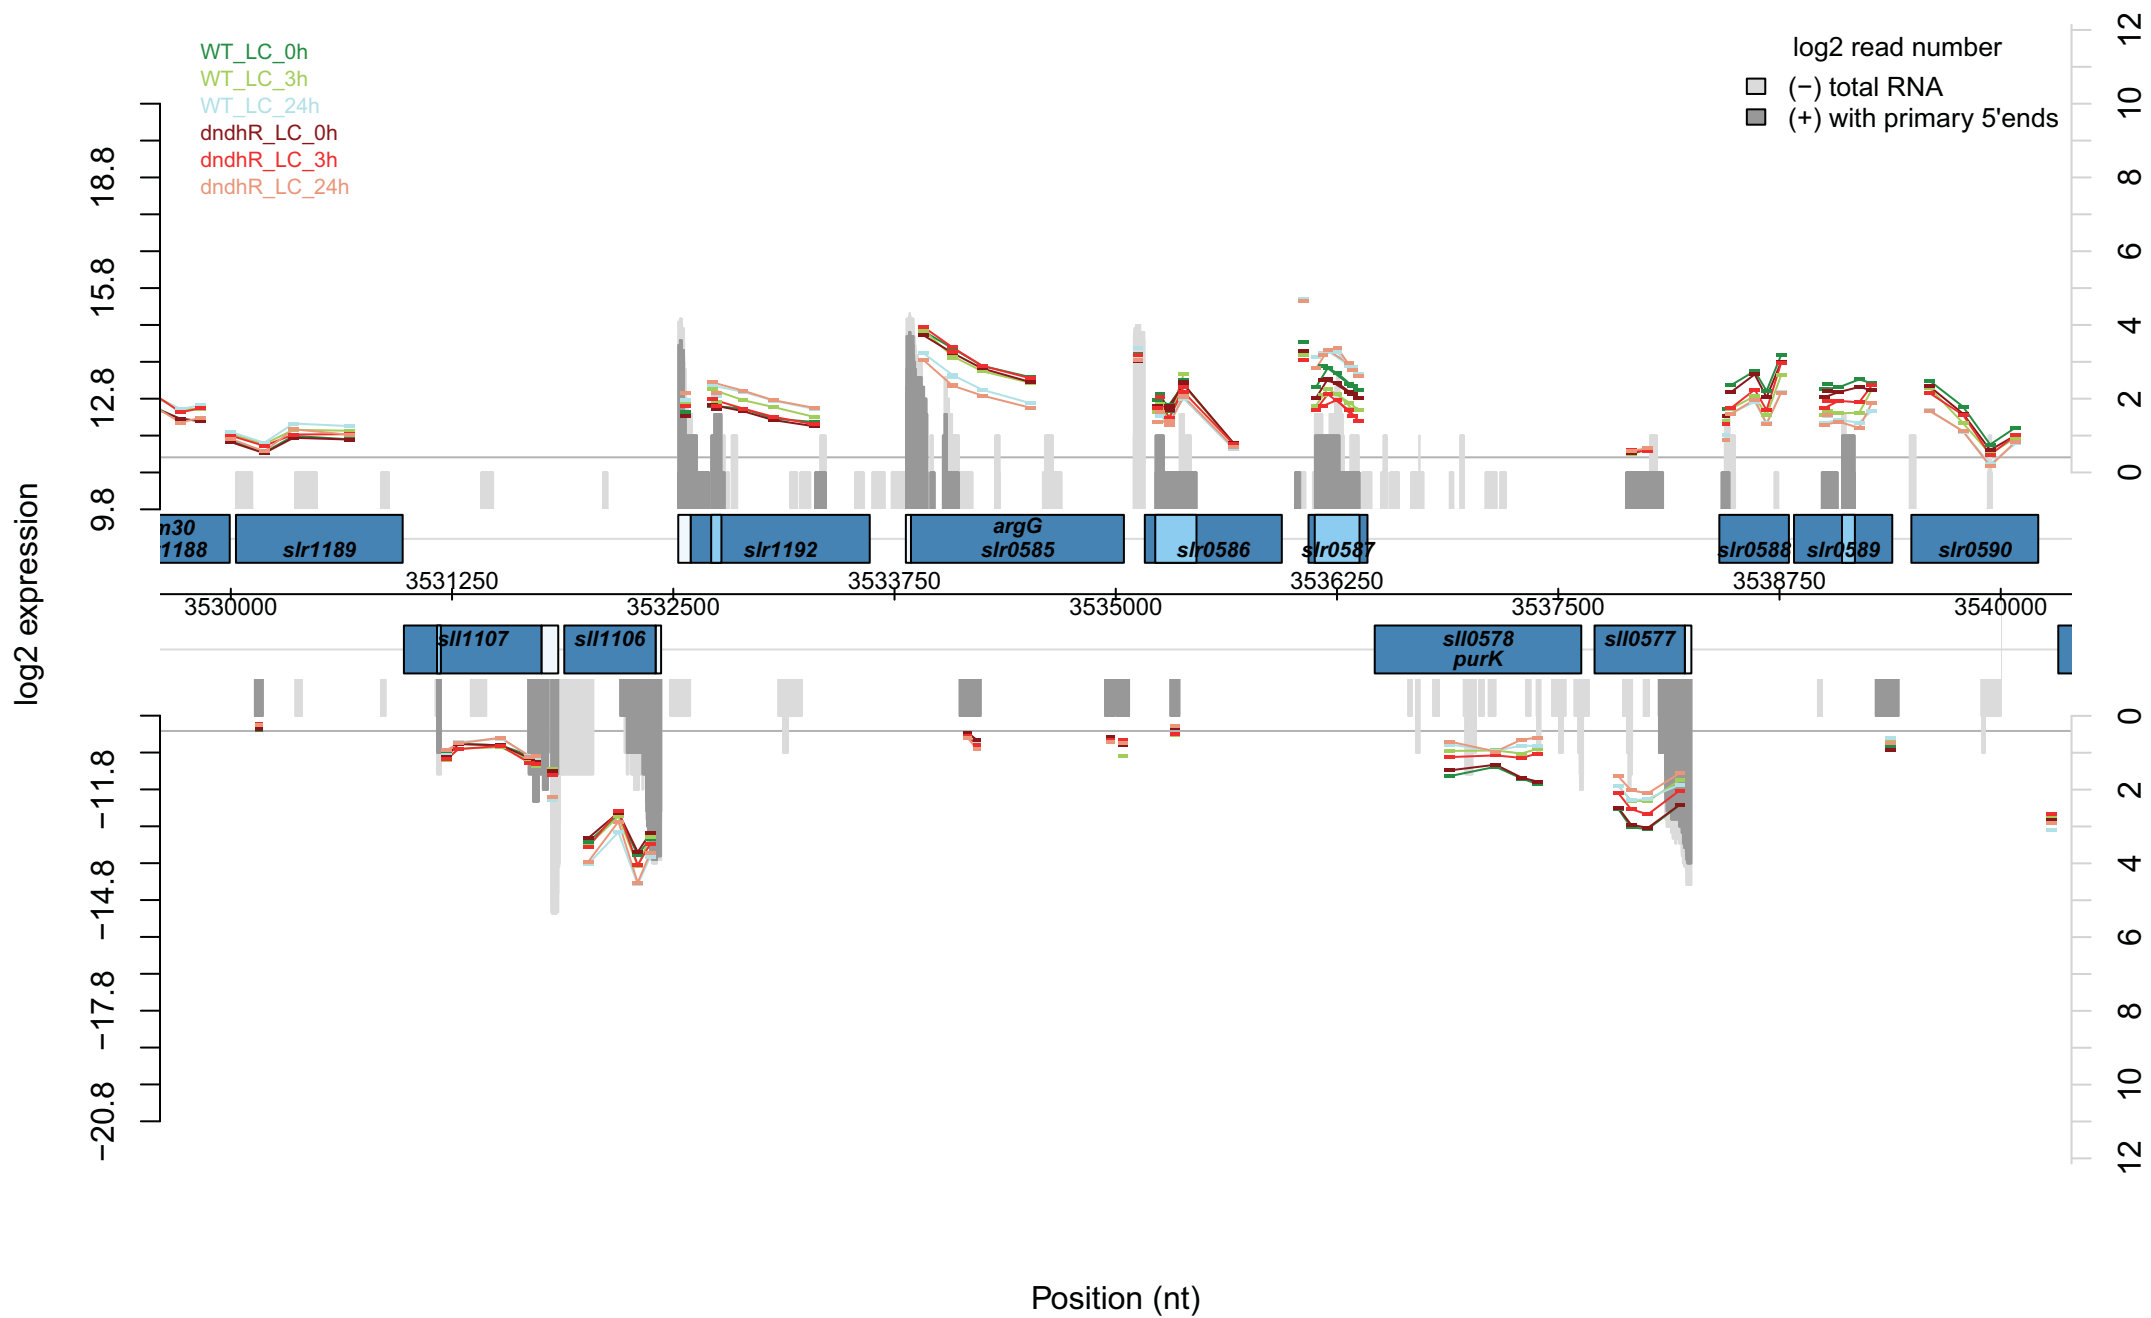 WT_LC_0h
WT_LC_3h
WT_LC_24h
dndhR_LC_0h
dndhR_LC_3h
dndhR_LC_24h
log2 read number
(−) total RNA
(+) with primary 5'ends
log2 expression
18.8
15.8
12.8
9.8
12
10
8
6
4
2
0
n30
1188
slr1189
slr1192
argG
slr0585
slr0586
slr0587
slr0588
slr0589
slr0590
3531250
3533750
3536250
3538750
3530000
3532500
3535000
3537500
3540000
sll1107
sll1106
sll0578
purK
sll0577
−11.8
−14.8
−17.8
−20.8
0
2
4
6
8
10
12
Position (nt)